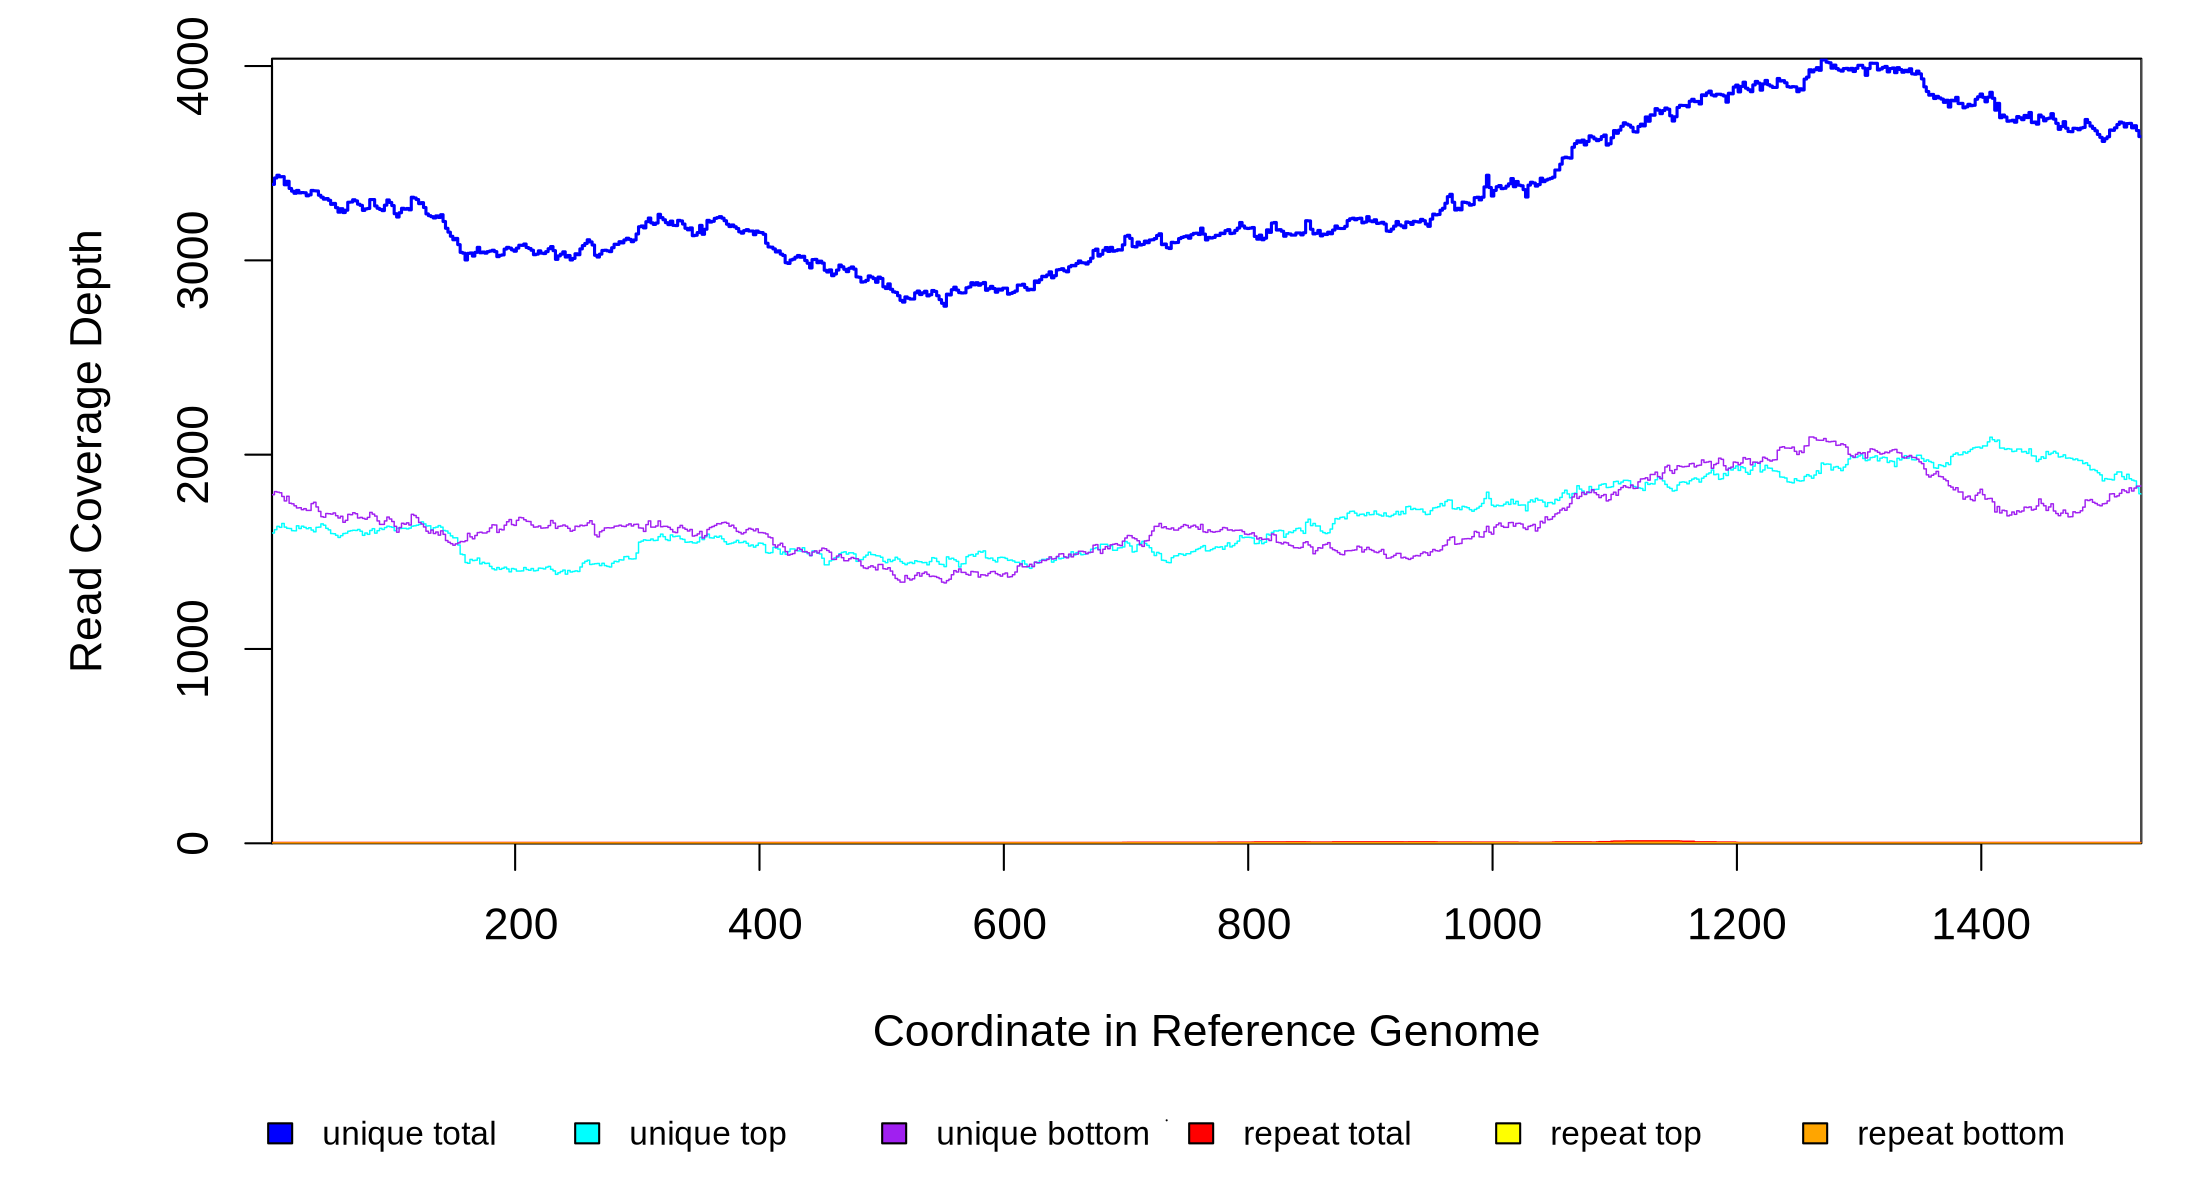 4000
3000
2000
1000
0
Read Coverage Depth
200 400 600 800 1000 1200 1400
Coordinate in Reference Genome
unique total unique top unique bottom repeat total repeat top repeat bottom